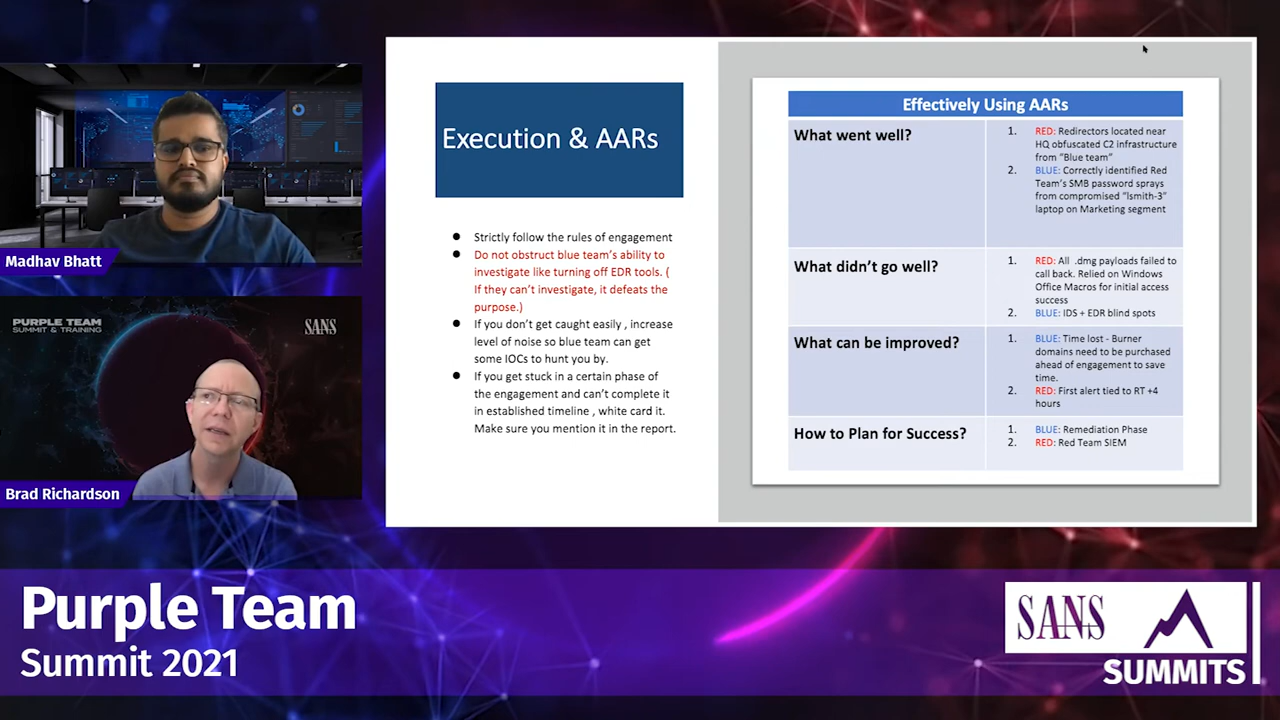 Madhav Bhatt
PURPLE TEAM
SUMMIT & TRAINING
SANS
Brad Richardson
Execution & AARs
● Strictly follow the rules of engagement
● Do not obstruct blue team's ability to
investigate like turning off EDR tools. (
If they can't investigate, it defeats the
purpose.)
● If you don't get caught easily , increase
level of noise so blue team can get
some IOCs to hunt you by.
● If you get stuck in a certain phase of
the engagement and can't complete it
in established timeline , white card it.
Make sure you mention it in the report.
Effectively Using AARs
What went well?
1. RED: Redirectors located near
HQ obfuscated C2 infrastructure
from "Blue team"
2. BLUE: Correctly identified Red
Team's SMB password sprays
from compromised "lsmith-3"
laptop on Marketing segment
What didn't go well?
1. RED: All .dmg payloads failed to
call back. Relied on Windows
Office Macros for initial access
success
2. BLUE: IDS + EDR blind spots
What can be improved?
1. BLUE: Time lost - Burner
domains need to be purchased
ahead of engagement to save
time.
2. RED: First alert tied to RT +4
hours
How to Plan for Success?
1. BLUE: Remediation Phase
2. RED: Red Team SIEM
Purple Team
Summit 2021
SANS
SUMMITS